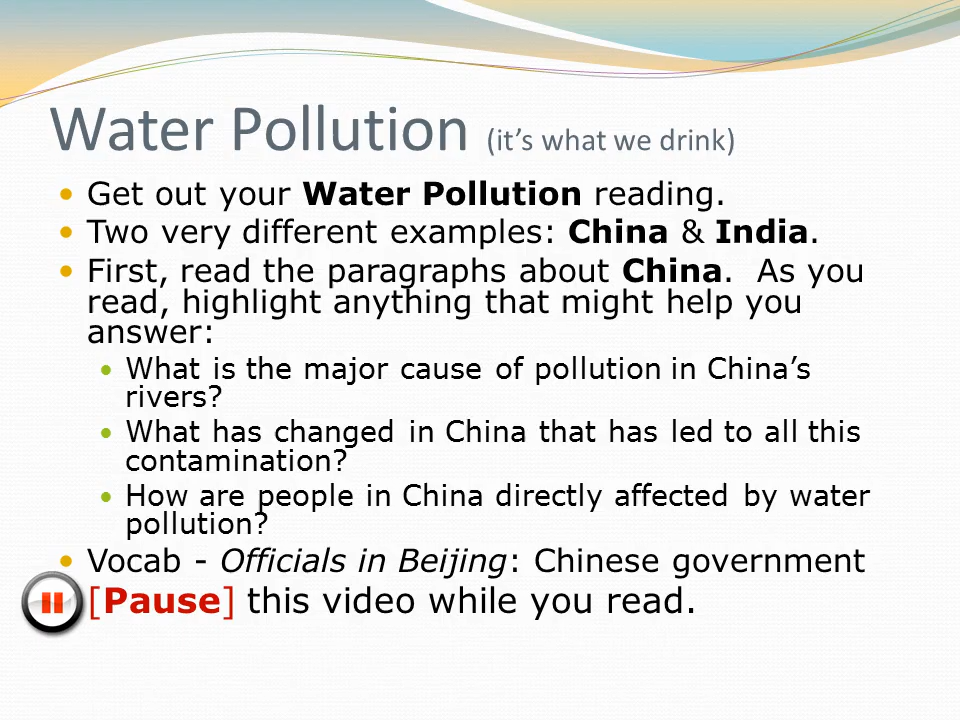 Water Pollution (it’s what we drink)
Get out your Water Pollution reading.
Two very different examples: China & India.
First, read the paragraphs about China.  As you
read, highlight anything that might help you
answer:
What is the major cause of pollution in China’s
rivers?
What has changed in China that has led to all this
contamination?
How are people in China directly affected by water
pollution?
Vocab - Officials in Beijing: Chinese government
[Pause] this video while you read.